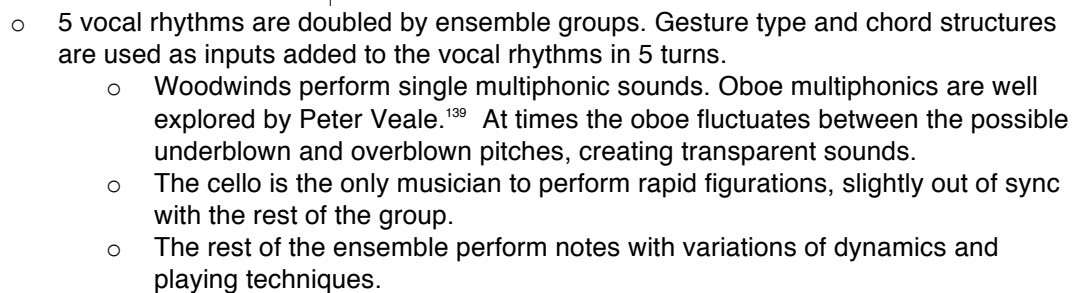 ○ 5 vocal rhythms are doubled by ensemble groups. Gesture type and chord structures
are used as inputs added to the vocal rhythms in 5 turns.
○ Woodwinds perform single multiphonic sounds. Oboe multiphonics are well
explored by Peter Veale.¹³⁹ At times the oboe fluctuates between the possible
underblown and overblown pitches, creating transparent sounds.
○ The cello is the only musician to perform rapid figurations, slightly out of sync
with the rest of the group.
○ The rest of the ensemble perform notes with variations of dynamics and
playing techniques.